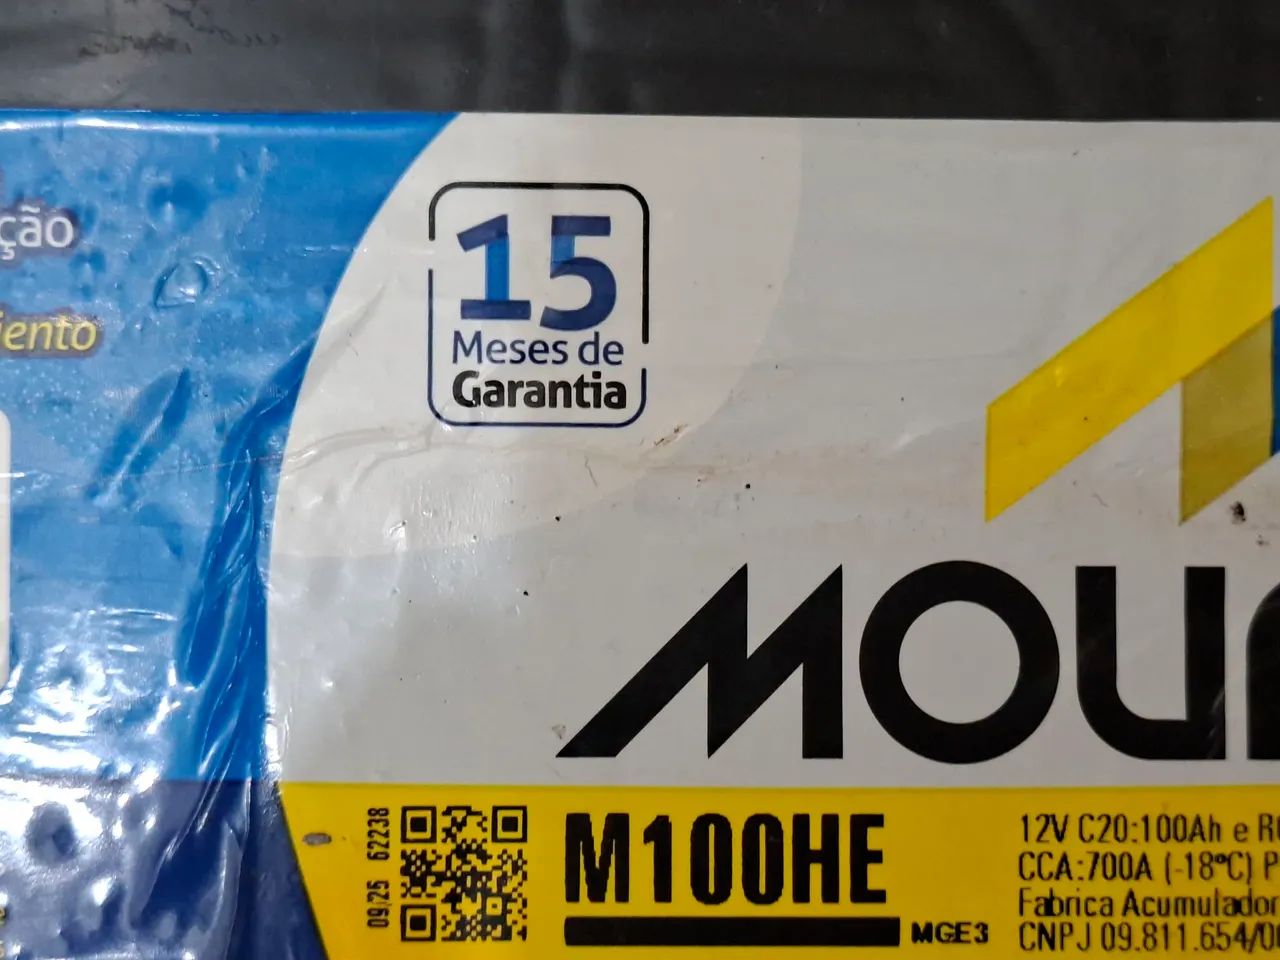 ção
iento
15
Meses de
Garantia
MOU
09/25 62238
M100HE
MGE3
12V C20:100Ah e R
CCA:700A (-18°C) P
Fabrica Acumulador
CNPJ 09.811.654/0